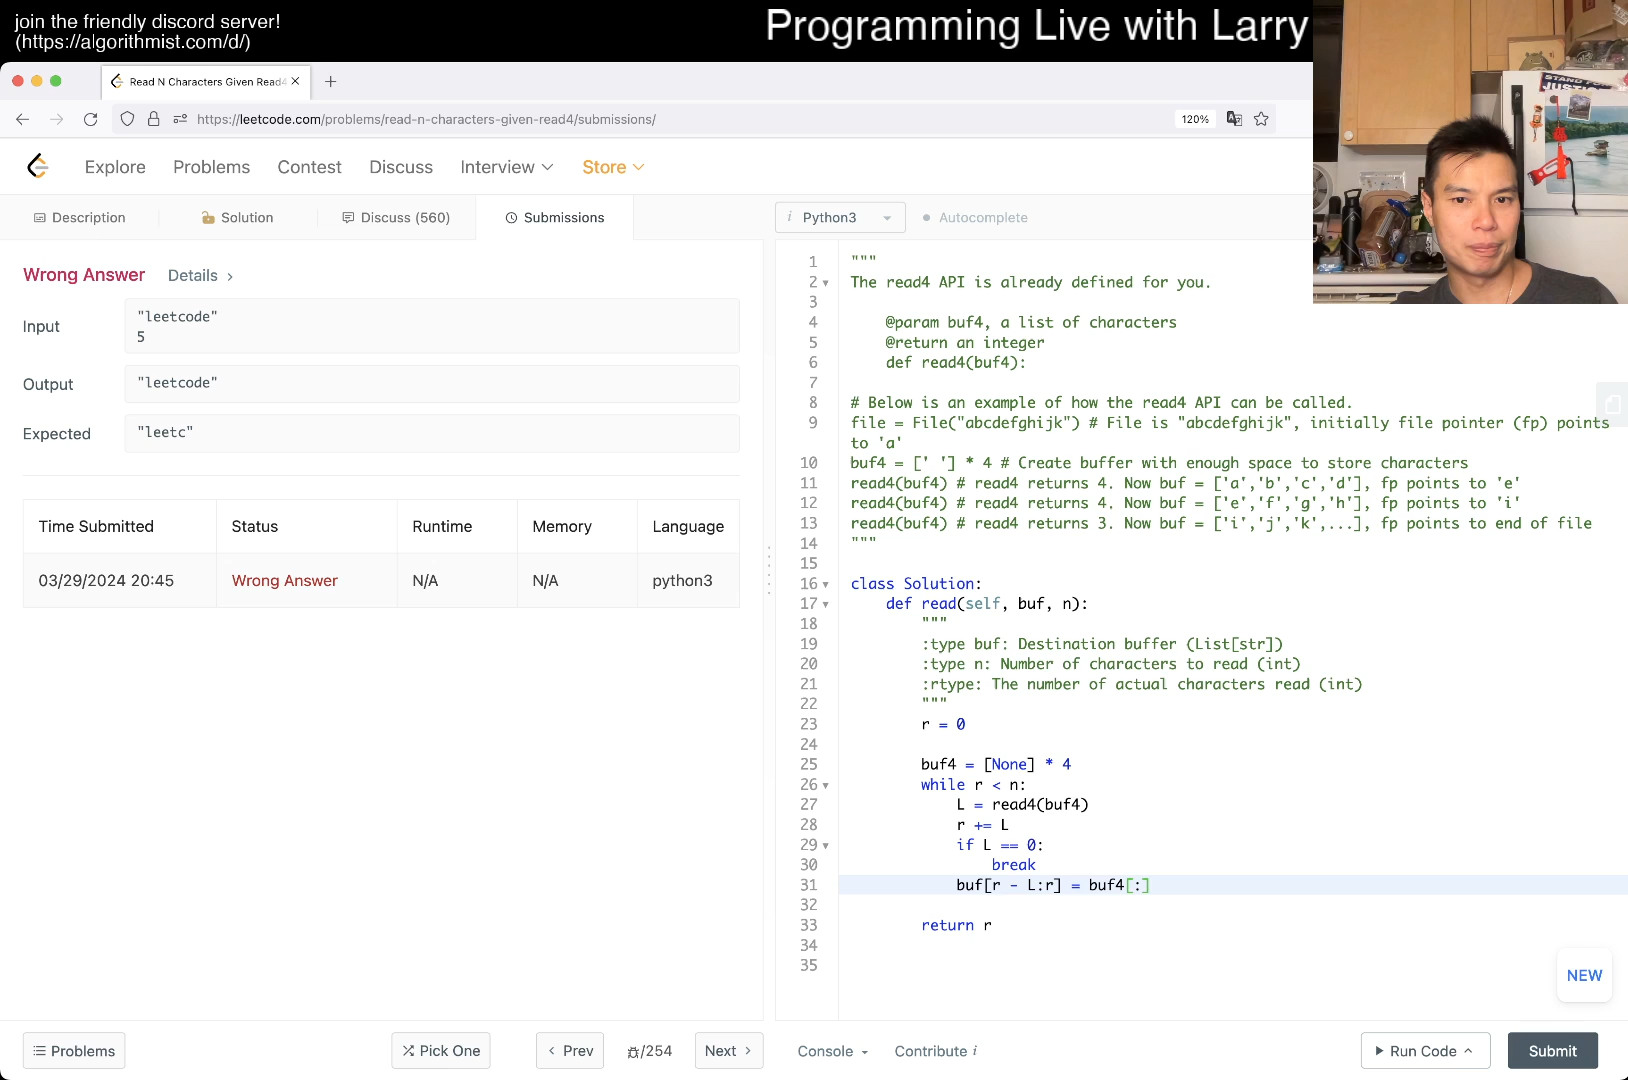 join the friendly discord server!
(https://algorithmist.com/d/)
Programming Live with Larry
Read N Characters Given Read4
120%
https://leetcode.com/problems/read-n-characters-given-read4/submissions/
Explore
Problems
Contest
Discuss
Interview
Store
Description
Solution
Discuss (560)
Submissions
i Python3
Autocomplete
Wrong Answer
Details
Input
"leetcode"
5
Output
"leetcode"
Expected
"leetc"
Time Submitted
Status
Runtime
Memory
Language
03/29/2024 20:45
Wrong Answer
N/A
N/A
python3
1 """
2 The read4 API is already defined for you.
3
4 @param buf4, a list of characters
5 @return an integer
6 def read4(buf4):
7
8 # Below is an example of how the read4 API can be called.
9 file = File("abcdefghijk") # File is "abcdefghijk", initially file pointer (fp) points
to 'a'
10 buf4 = [' '] * 4 # Create buffer with enough space to store characters
11 read4(buf4) # read4 returns 4. Now buf = ['a','b','c','d'], fp points to 'e'
12 read4(buf4) # read4 returns 4. Now buf = ['e','f','g','h'], fp points to 'i'
13 read4(buf4) # read4 returns 3. Now buf = ['i','j','k',...], fp points to end of file
14 """
15
16 class Solution:
17 def read(self, buf, n):
18 """
19 :type buf: Destination buffer (List[str])
20 :type n: Number of characters to read (int)
21 :rtype: The number of actual characters read (int)
22 """
23 r = 0
24
25 buf4 = [None] * 4
26 while r < n:
27 L = read4(buf4)
28 r += L
29 if L == 0:
30 break
31 buf[r - L:r] = buf4[:]
32
33 return r
34
35
NEW
Problems
Pick One
Prev
/254
Next
Console
Contribute i
Run Code
Submit